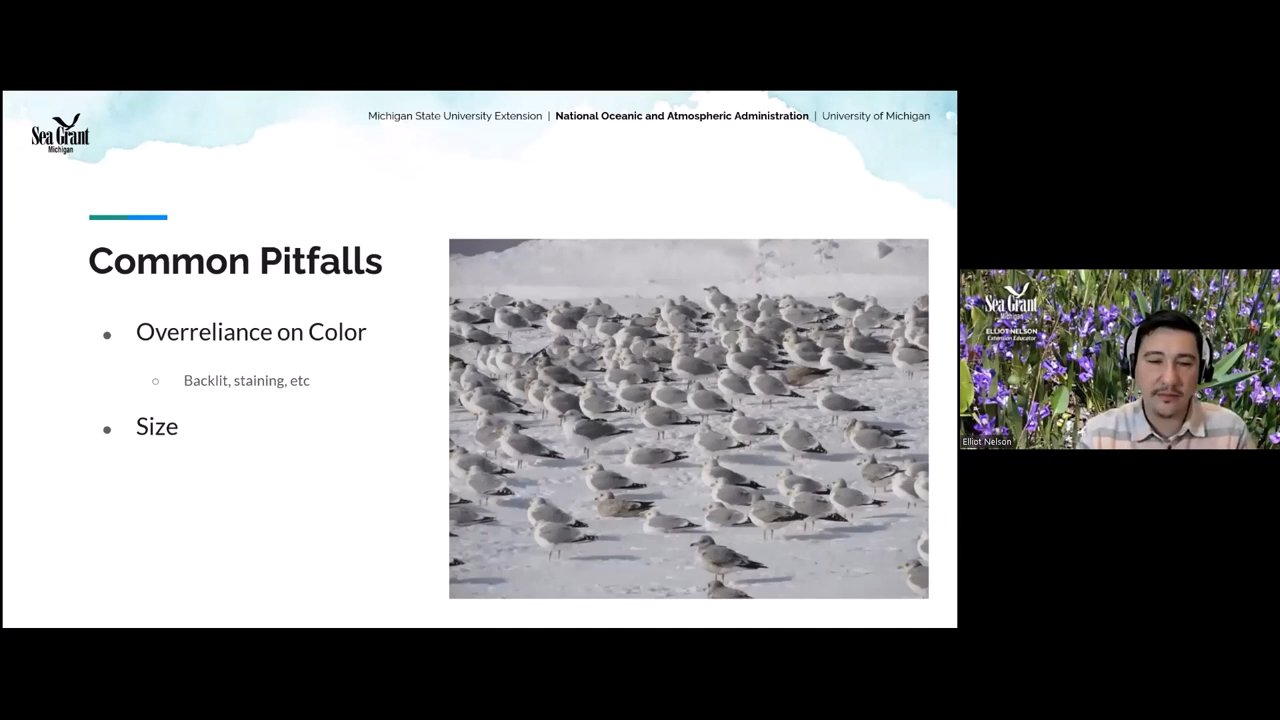 Sea Grant
Michigan
Michigan State University Extension | National Oceanic and Atmospheric Administration | University of Michigan
Common Pitfalls
Overreliance on Color
Backlit, staining, etc
Size
Sea Grant
Michigan
ELLIOT NELSON
Extension Educator
Elliot Nelson